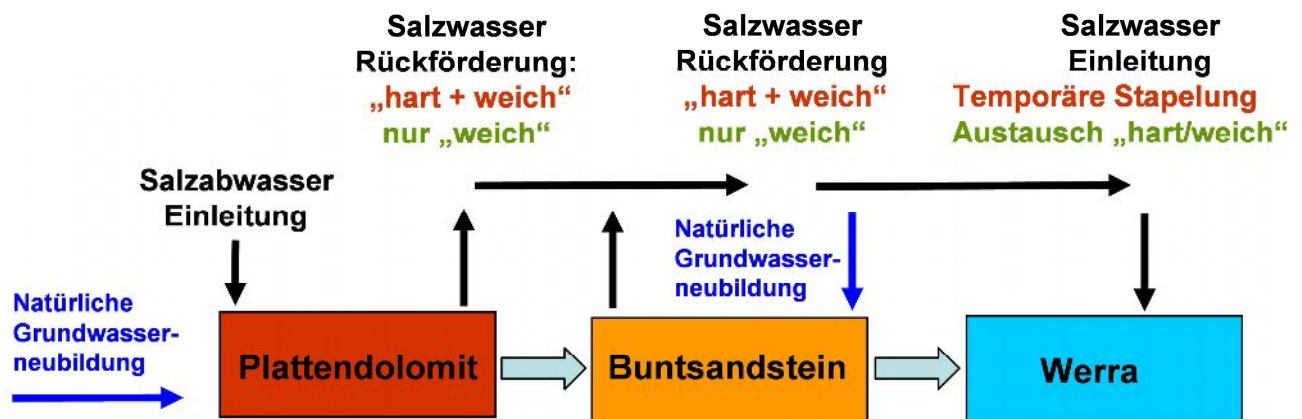 Salzwasser
Rückförderung:
„hart + weich“
nur „weich“
Salzwasser
Rückförderung
„hart + weich“
nur „weich“
Salzwasser
Einleitung
Temporäre Stapelung
Austausch „hart/weich“
Salzabwasser
Einleitung
Natürliche
Grundwasser-
neubildung
Natürliche
Grundwasser-
neubildung
Plattendolomit
Buntsandstein
Werra